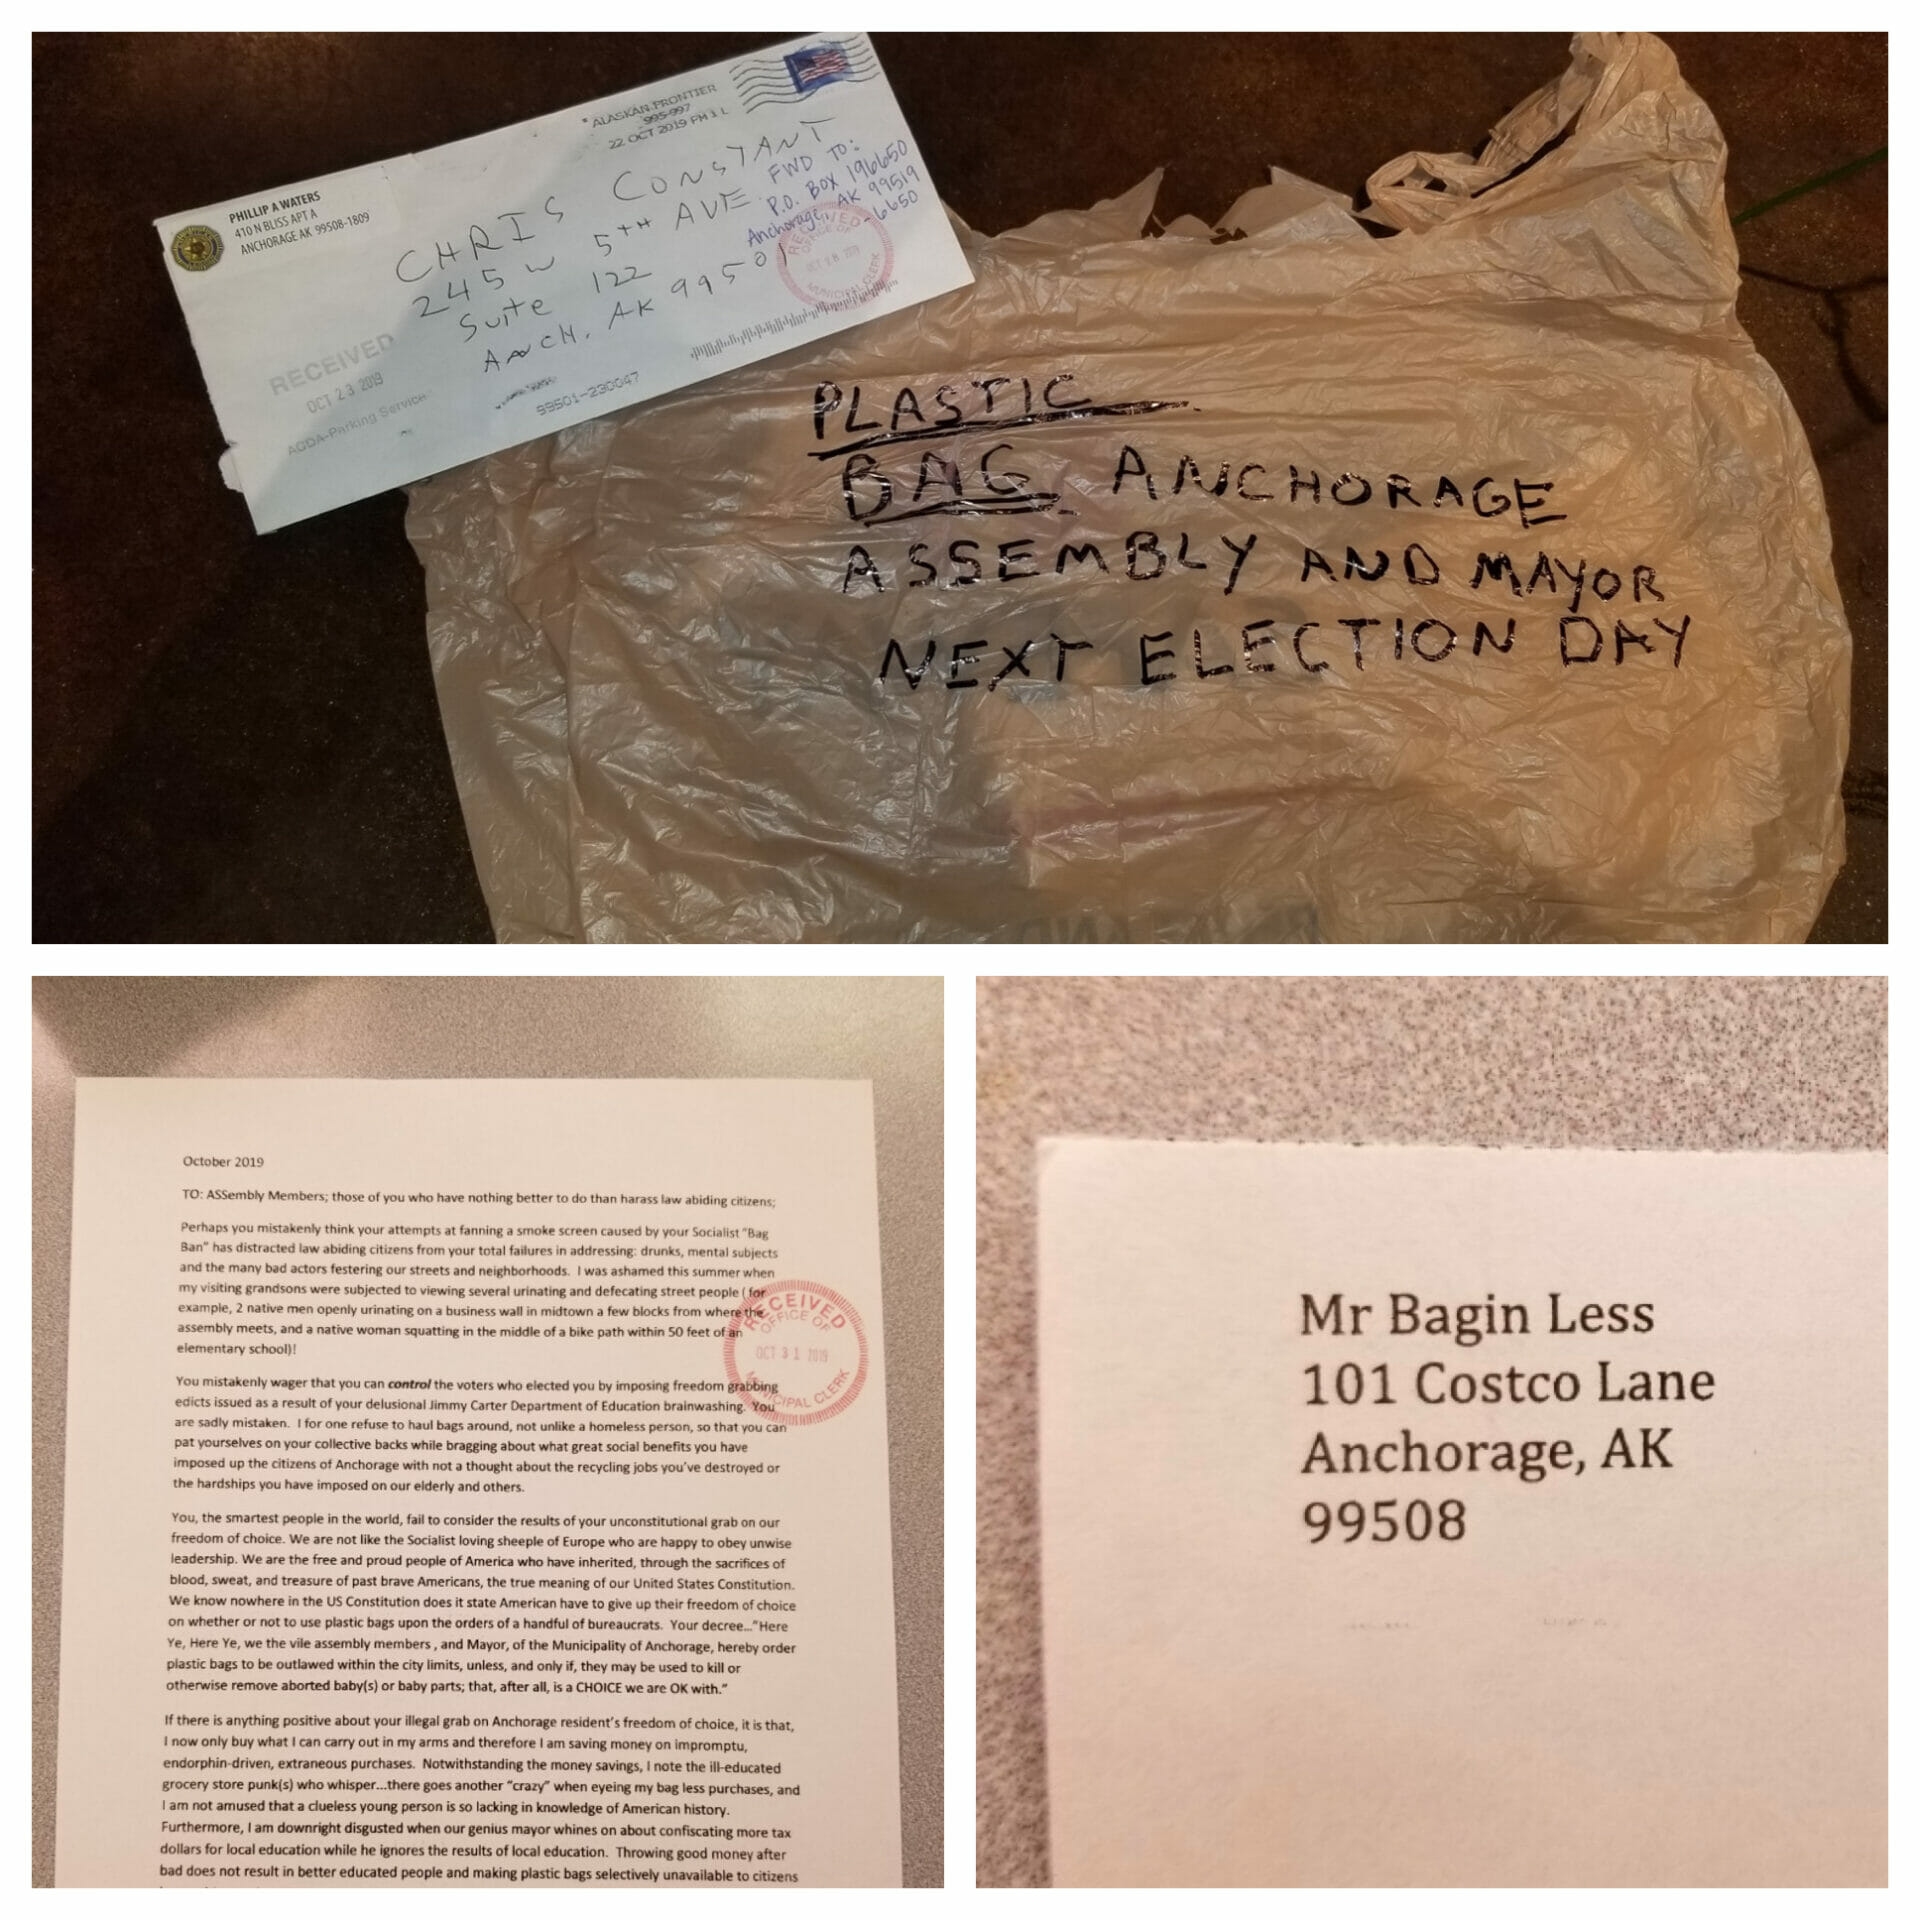 PHILLIP A WATERS
410 N BLISS APT A
ANCHORAGE AK 99508-1809
ALASKAN FRONTIER
995-997
22 OCT 2019 PM 1 L
CHRIS CONSTANT
245 W 5TH AVE
Suite 122
ANCH, AK 99501
FWD TO:
P.O. BOX 196650
Anchorage, AK 99519
-6650
RECEIVED
OFFICE OF
OCT 28 2019
MUNICIPAL CLERK
RECEIVED
OCT 23 2019
ACDA-Parking Service
99501-230047
PLASTIC
BAG ANCHORAGE
ASSEMBLY AND MAYOR
NEXT ELECTION DAY
October 2019
TO: ASSembly Members; those of you who have nothing better to do than harass law abiding citizens;
Perhaps you mistakenly think your attempts at fanning a smoke screen caused by your Socialist "Bag
Ban" has distracted law abiding citizens from your total failures in addressing: drunks, mental subjects
and the many bad actors festering our streets and neighborhoods. I was ashamed this summer when
my visiting grandsons were subjected to viewing several urinating and defecating street people ( for
example, 2 native men openly urinating on a business wall in midtown a few blocks from where the
assembly meets, and a native woman squatting in the middle of a bike path within 50 feet of an
elementary school)!
You mistakenly wager that you can control the voters who elected you by imposing freedom grabbing
edicts issued as a result of your delusional Jimmy Carter Department of Education brainwashing. You
are sadly mistaken. I for one refuse to haul bags around, not unlike a homeless person, so that you can
pat yourselves on your collective backs while bragging about what great social benefits you have
imposed up the citizens of Anchorage with not a thought about the recycling jobs you've destroyed or
the hardships you have imposed on our elderly and others.
You, the smartest people in the world, fail to consider the results of your unconstitutional grab on our
freedom of choice. We are not like the Socialist loving sheeple of Europe who are happy to obey unwise
leadership. We are the free and proud people of America who have inherited, through the sacrifices of
blood, sweat, and treasure of past brave Americans, the true meaning of our United States Constitution.
We know nowhere in the US Constitution does it state American have to give up their freedom of choice
on whether or not to use plastic bags upon the orders of a handful of bureaucrats. Your decree..."Here
Ye, Here Ye, we the vile assembly members , and Mayor, of the Municipality of Anchorage, hereby order
plastic bags to be outlawed within the city limits, unless, and only if, they may be used to kill or
otherwise remove aborted baby(s) or baby parts; that, after all, is a CHOICE we are OK with."
If there is anything positive about your illegal grab on Anchorage resident's freedom of choice, it is that,
I now only buy what I can carry out in my arms and therefore I am saving money on impromptu,
endorphin-driven, extraneous purchases. Notwithstanding the money savings, I note the ill-educated
grocery store punk(s) who whisper...there goes another "crazy" when eyeing my bag less purchases, and
I am not amused that a clueless young person is so lacking in knowledge of American history.
Furthermore, I am downright disgusted when our genius mayor whines on about confiscating more tax
dollars for local education while he ignores the results of local education. Throwing good money after
bad does not result in better educated people and making plastic bags selectively unavailable to citizens
RECEIVED
OFFICE OF
OCT 31 2019
MUNICIPAL CLERK
Mr Bagin Less
101 Costco Lane
Anchorage, AK
99508